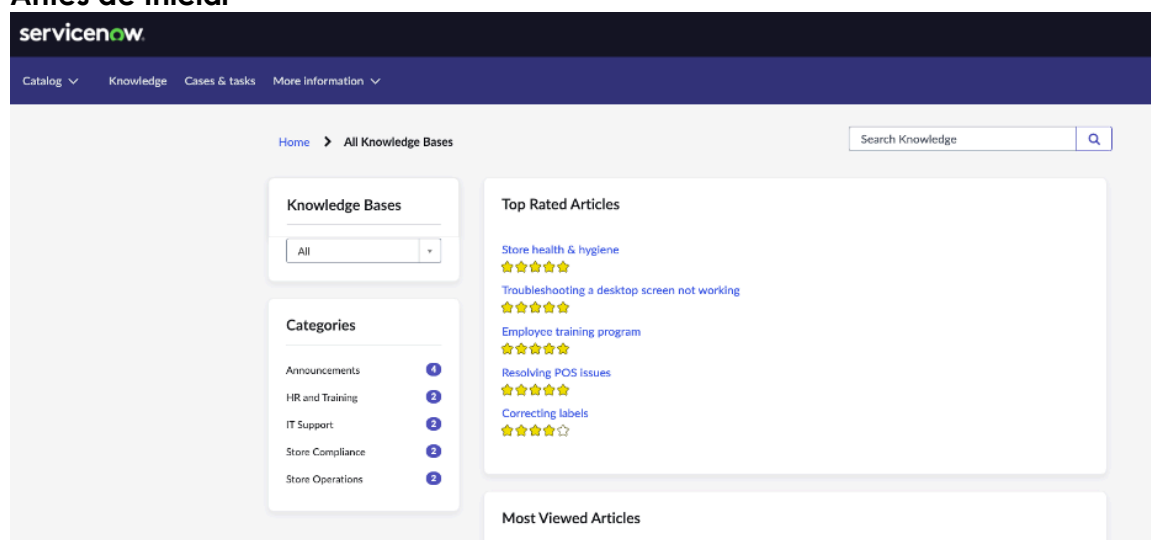 Antes de iniciar
servicenow.
Catalog Knowledge Cases & tasks More information
Home > All Knowledge Bases
Search Knowledge
Knowledge Bases
All
Categories
Announcements 4
HR and Training 2
IT Support 2
Store Compliance 2
Store Operations 2
Top Rated Articles
Store health & hygiene
Troubleshooting a desktop screen not working
Employee training program
Resolving POS issues
Correcting labels
Most Viewed Articles